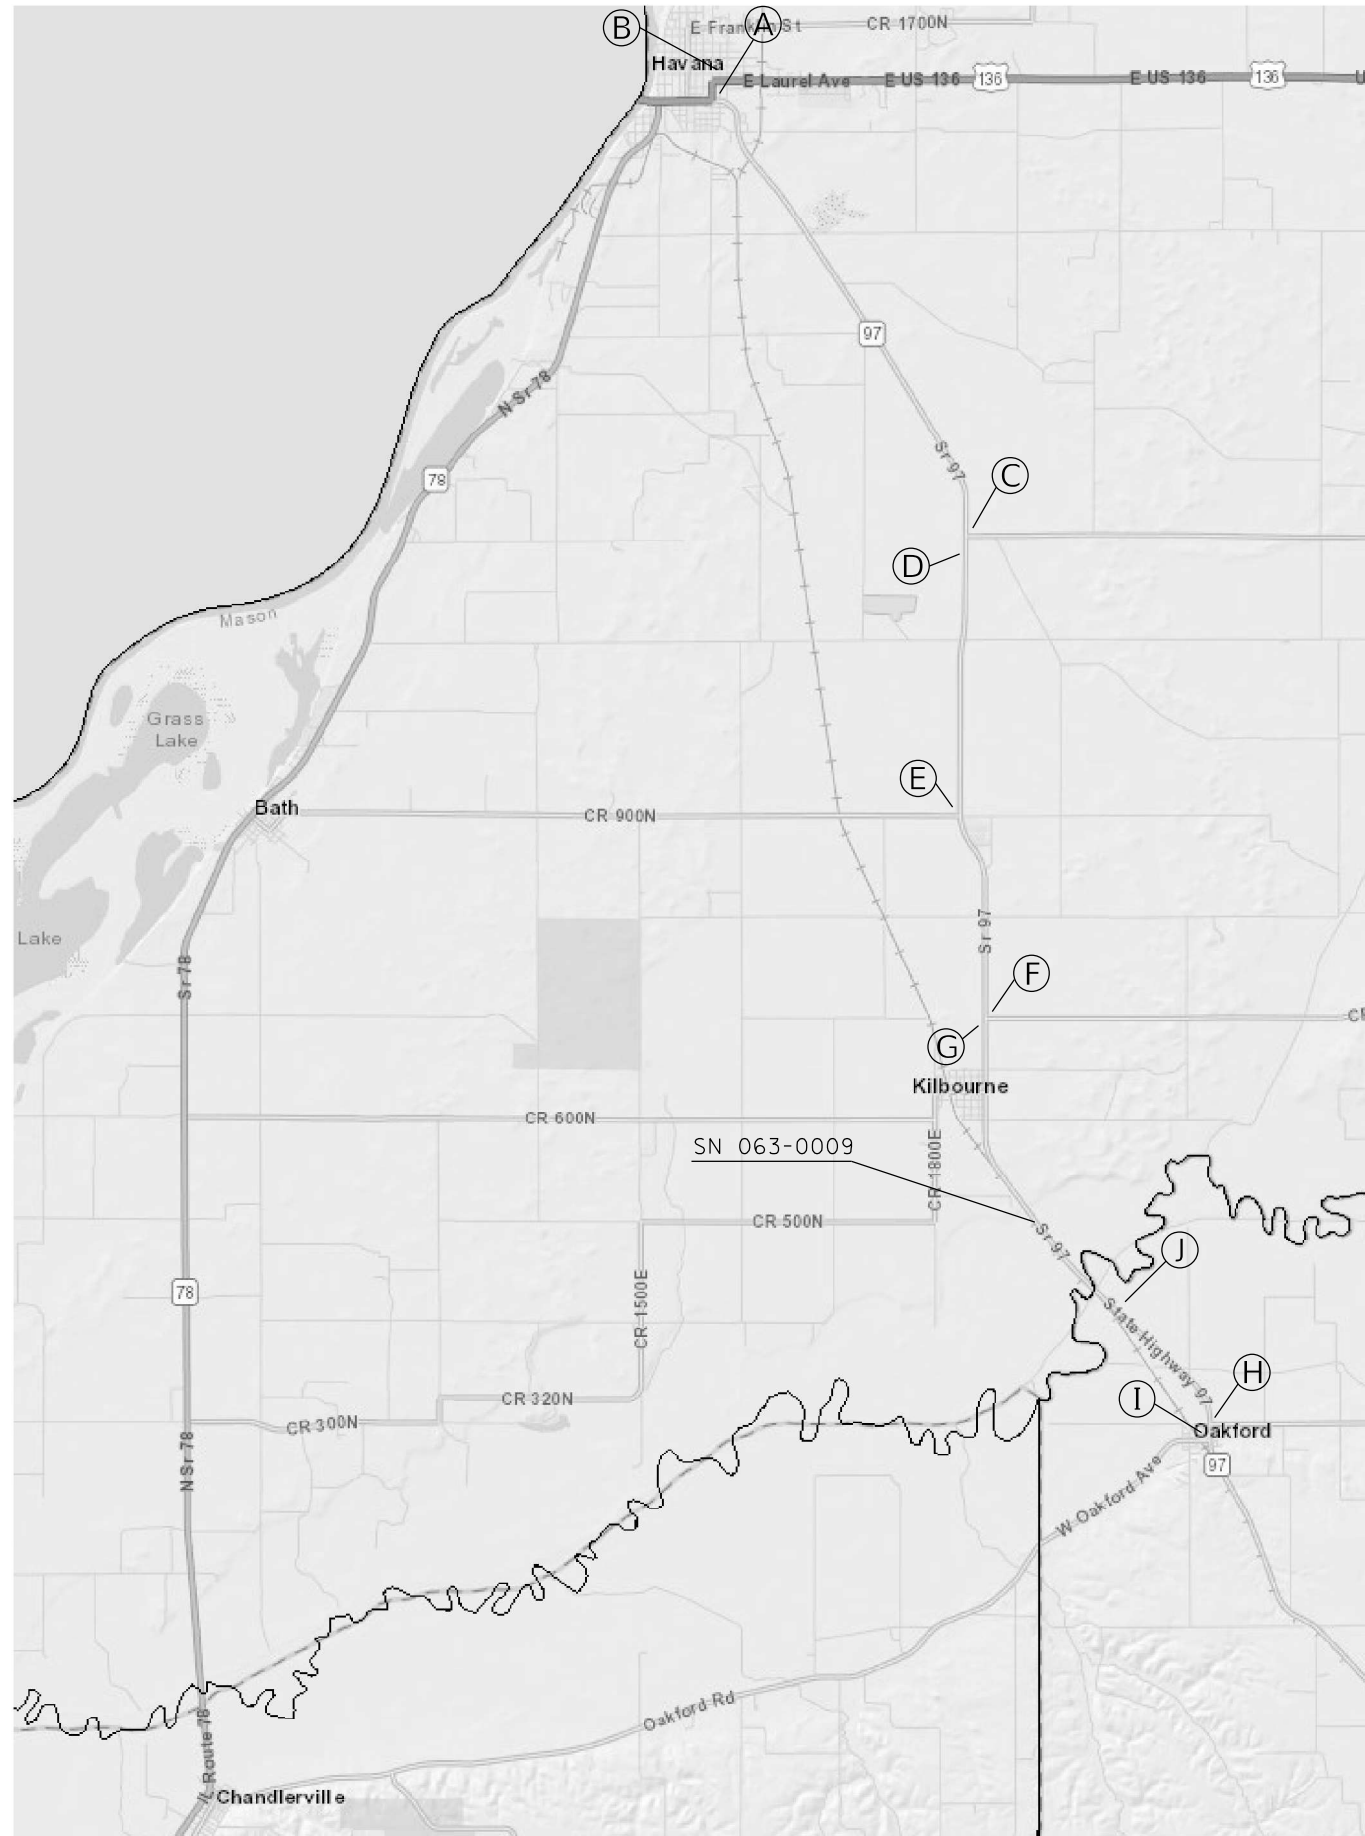 B
A
E Franklin St
CR 1700N
Havana
E Laurel Ave
E US 136
136
E US 136
136
U
97
N Sr 78
Sr 97
78
C
D
Mason
Grass
Lake
E
Bath
CR 900N
Sr 97
Lake
Sr 78
F
CR
G
Kilbourne
CR 600N
SN 063-0009
CR 1800E
CR 500N
Sr 97
J
78
CR 1500E
State Highway 97
H
I
CR 320N
CR 300N
Oakford
97
N Sr 78
W Oakford Ave
Oakford Rd
IL Route 78
Chandlerville